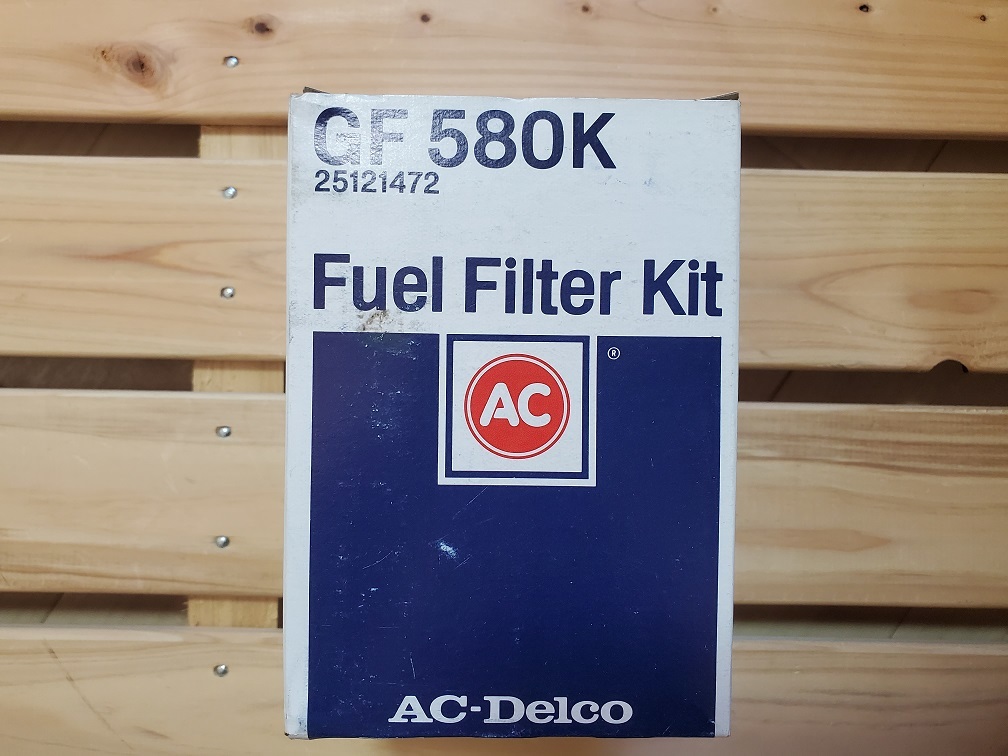 GF 580K
25121472
Fuel Filter Kit
®
AC
AC-Delco